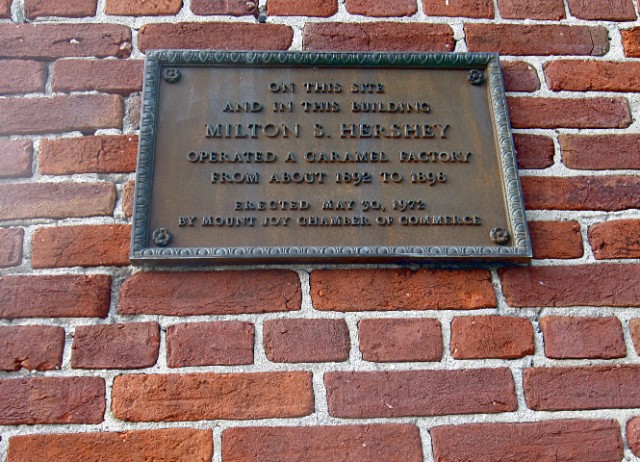 ON THIS SITE
AND IN THIS BUILDING
MILTON S. HERSHEY
OPERATED A CARAMEL FACTORY
FROM ABOUT 1892 TO 1898
ERECTED MAY 30, 1972
BY MOUNT JOY CHAMBER OF COMMERCE